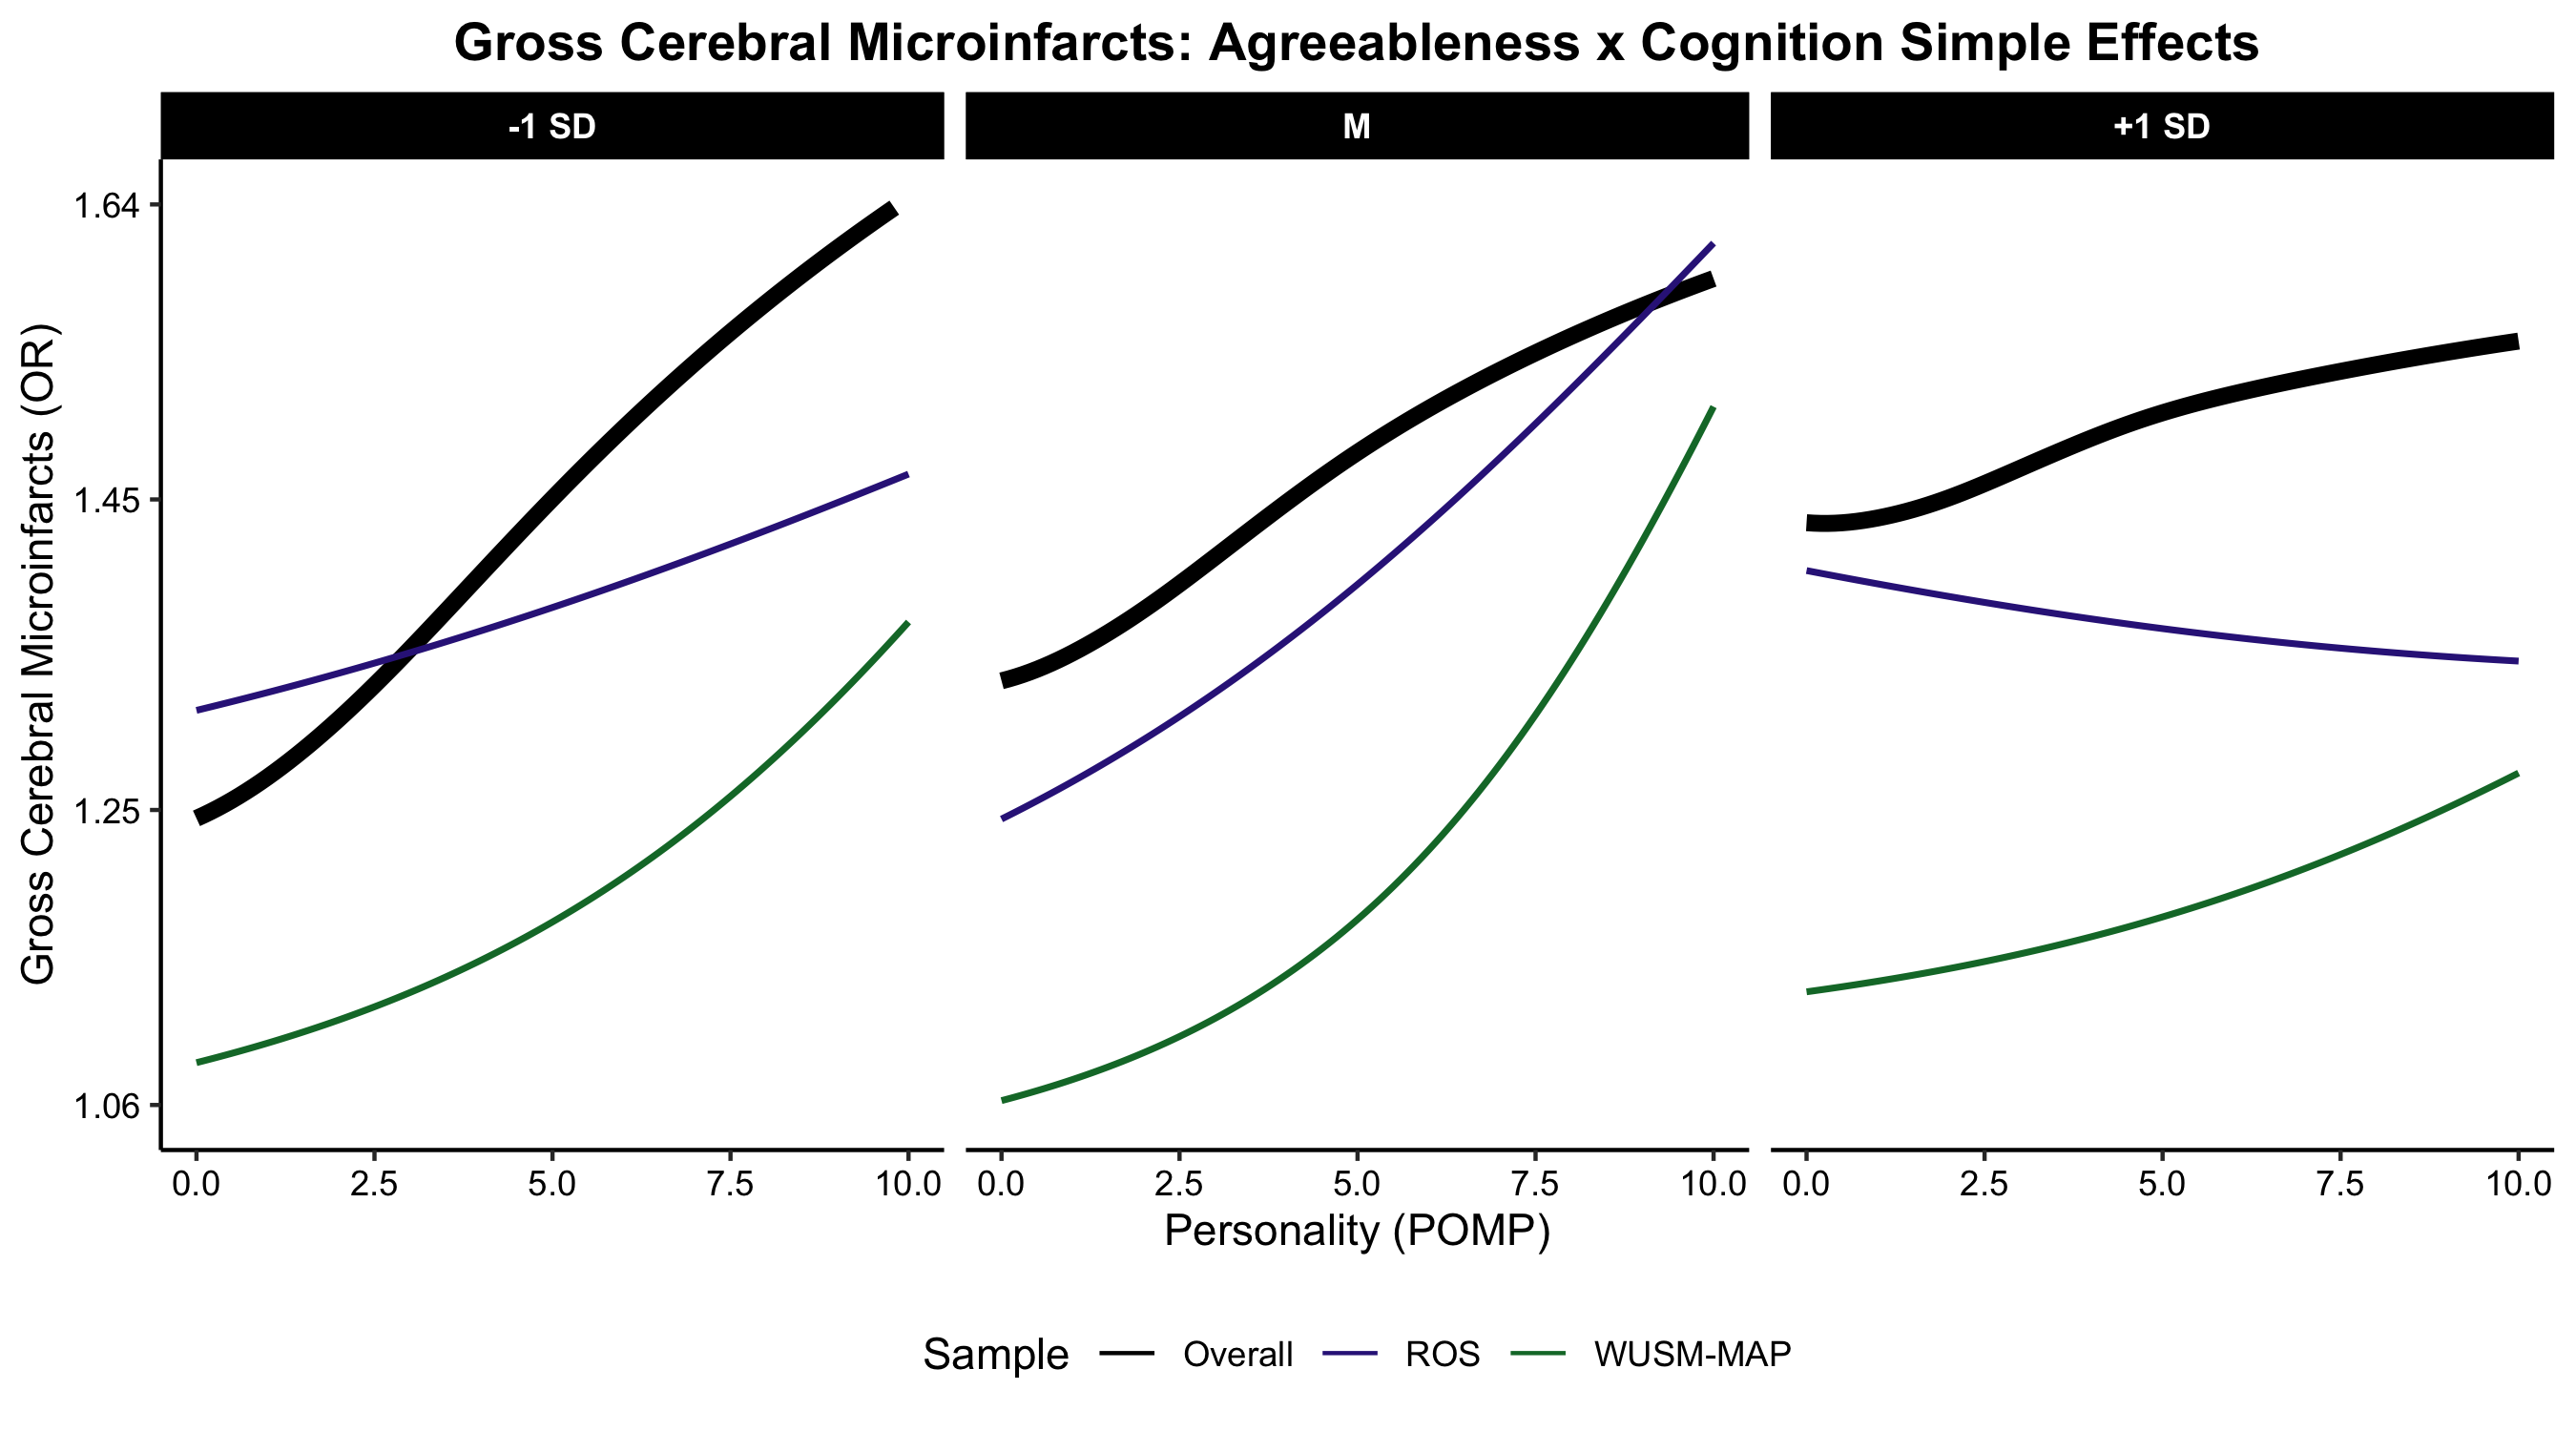 Gross Cerebral Microinfarcts: Agreeableness x Cognition Simple Effects
-1 SD
M
+1 SD
Gross Cerebral Microinfarcts (OR)
1.64
1.45
1.25
1.06
0.0 2.5 5.0 7.5 10.0
0.0 2.5 5.0 7.5 10.0
0.0 2.5 5.0 7.5 10.0
Personality (POMP)
Sample Overall ROS WUSM-MAP